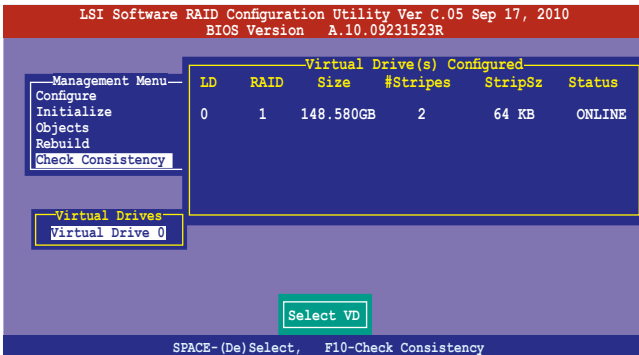 LSI Software RAID Configuration Utility Ver C.05 Sep 17, 2010
BIOS Version A.10.09231523R
Management Menu
Configure
Initialize
Objects
Rebuild
Check Consistency
Virtual Drive(s) Configured
LD RAID Size #Stripes StripSz Status
0 1 148.580GB 2 64 KB ONLINE
Virtual Drives
Virtual Drive 0
Select VD
SPACE-(De)Select, F10-Check Consistency